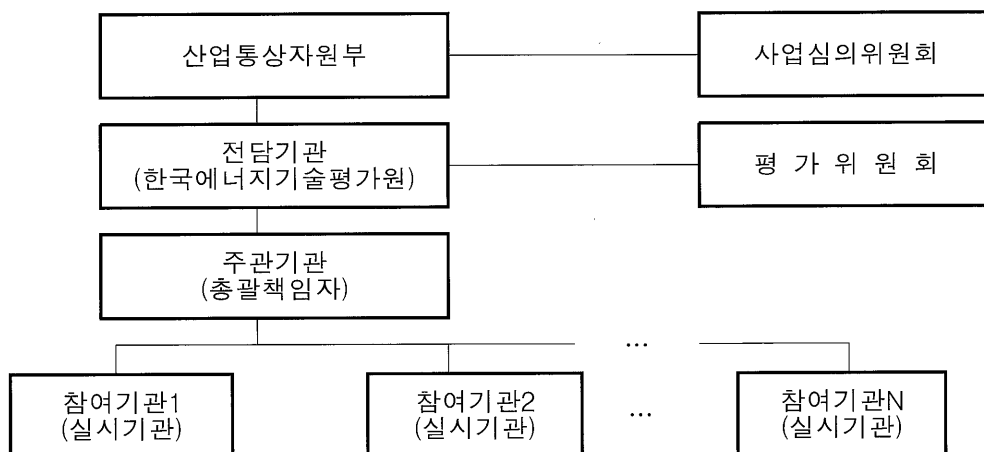 산업통상자원부
사업심의위원회
전담기관
(한국에너지기술평가원)
평 가 위 원 회
주관기관
(총괄책임자)
...
참여기관1
(실시기관)
참여기관2
(실시기관)
...
참여기관N
(실시기관)